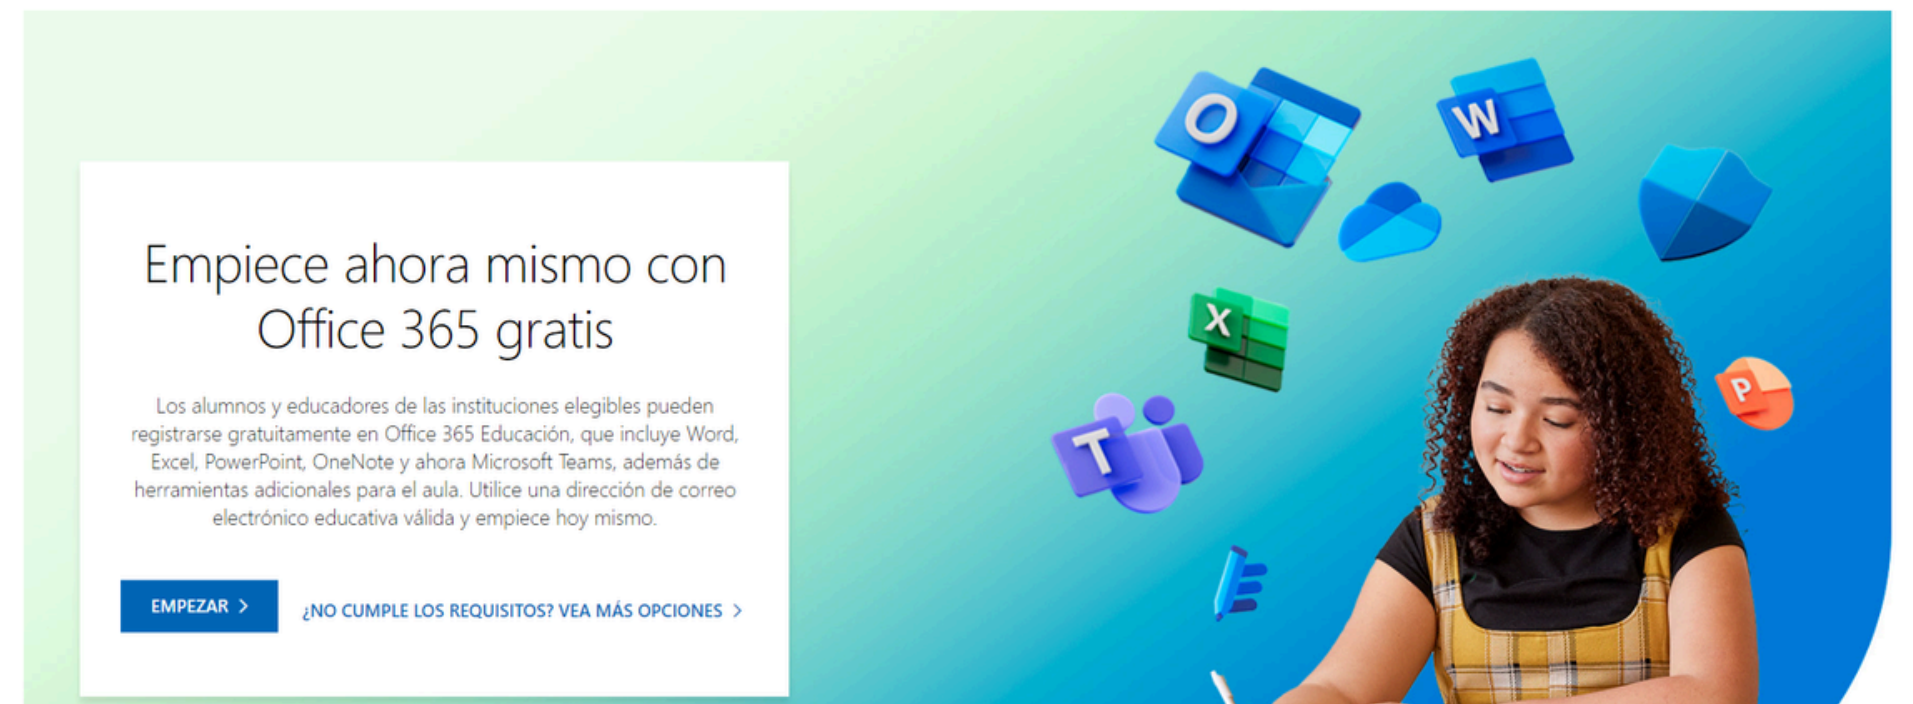 Empiece ahora mismo con
Office 365 gratis
Los alumnos y educadores de las instituciones elegibles pueden
registrarse gratuitamente en Office 365 Educación, que incluye Word,
Excel, PowerPoint, OneNote y ahora Microsoft Teams, además de
herramientas adicionales para el aula. Utilice una dirección de correo
electrónico educativa válida y empiece hoy mismo.
EMPEZAR >
¿NO CUMPLE LOS REQUISITOS? VEA MÁS OPCIONES >
O
W
X
P
T